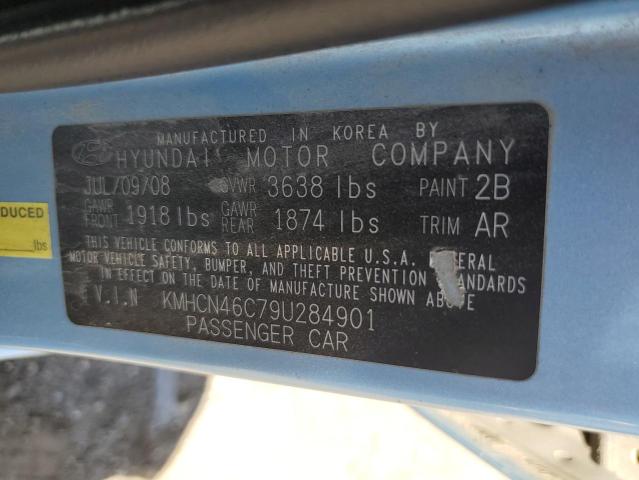 MANUFACTURED IN KOREA BY
HYUNDAI MOTOR COMPANY
JUL/09/08 GVWR 3638 lbs PAINT 2B
GAWR FRONT 1918 lbs GAWR REAR 1874 lbs TRIM AR
THIS VEHICLE CONFORMS TO ALL APPLICABLE U.S.A.
MOTOR VEHICLE SAFETY, BUMPER, AND THEFT PREVENTION
IN EFFECT ON THE DATE OF MANUFACTURE SHOWN ABOVE
V.I.N KMHCN46C79U284901
PASSENGER CAR
DUCED
lbs